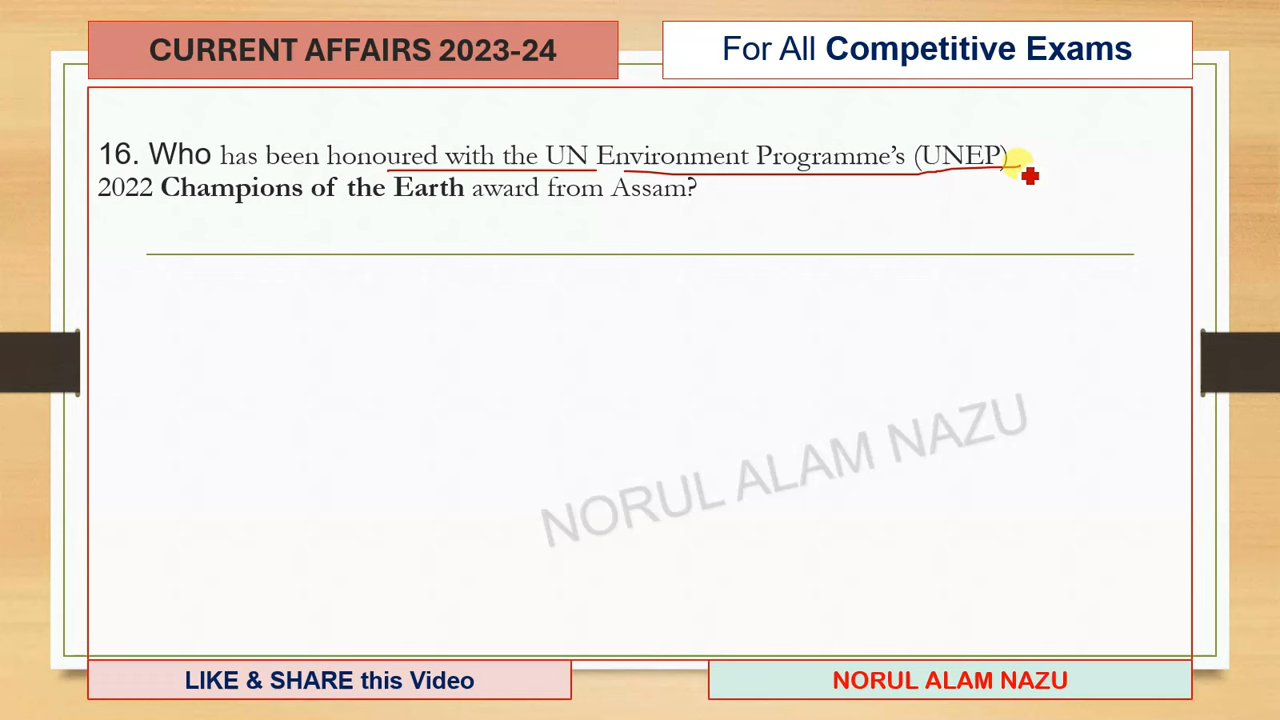 CURRENT AFFAIRS 2023-24
For All Competitive Exams
16. Who has been honoured with the UN Environment Programme’s (UNEP)
2022 Champions of the Earth award from Assam?
NORUL ALAM NAZU
LIKE & SHARE this Video
NORUL ALAM NAZU